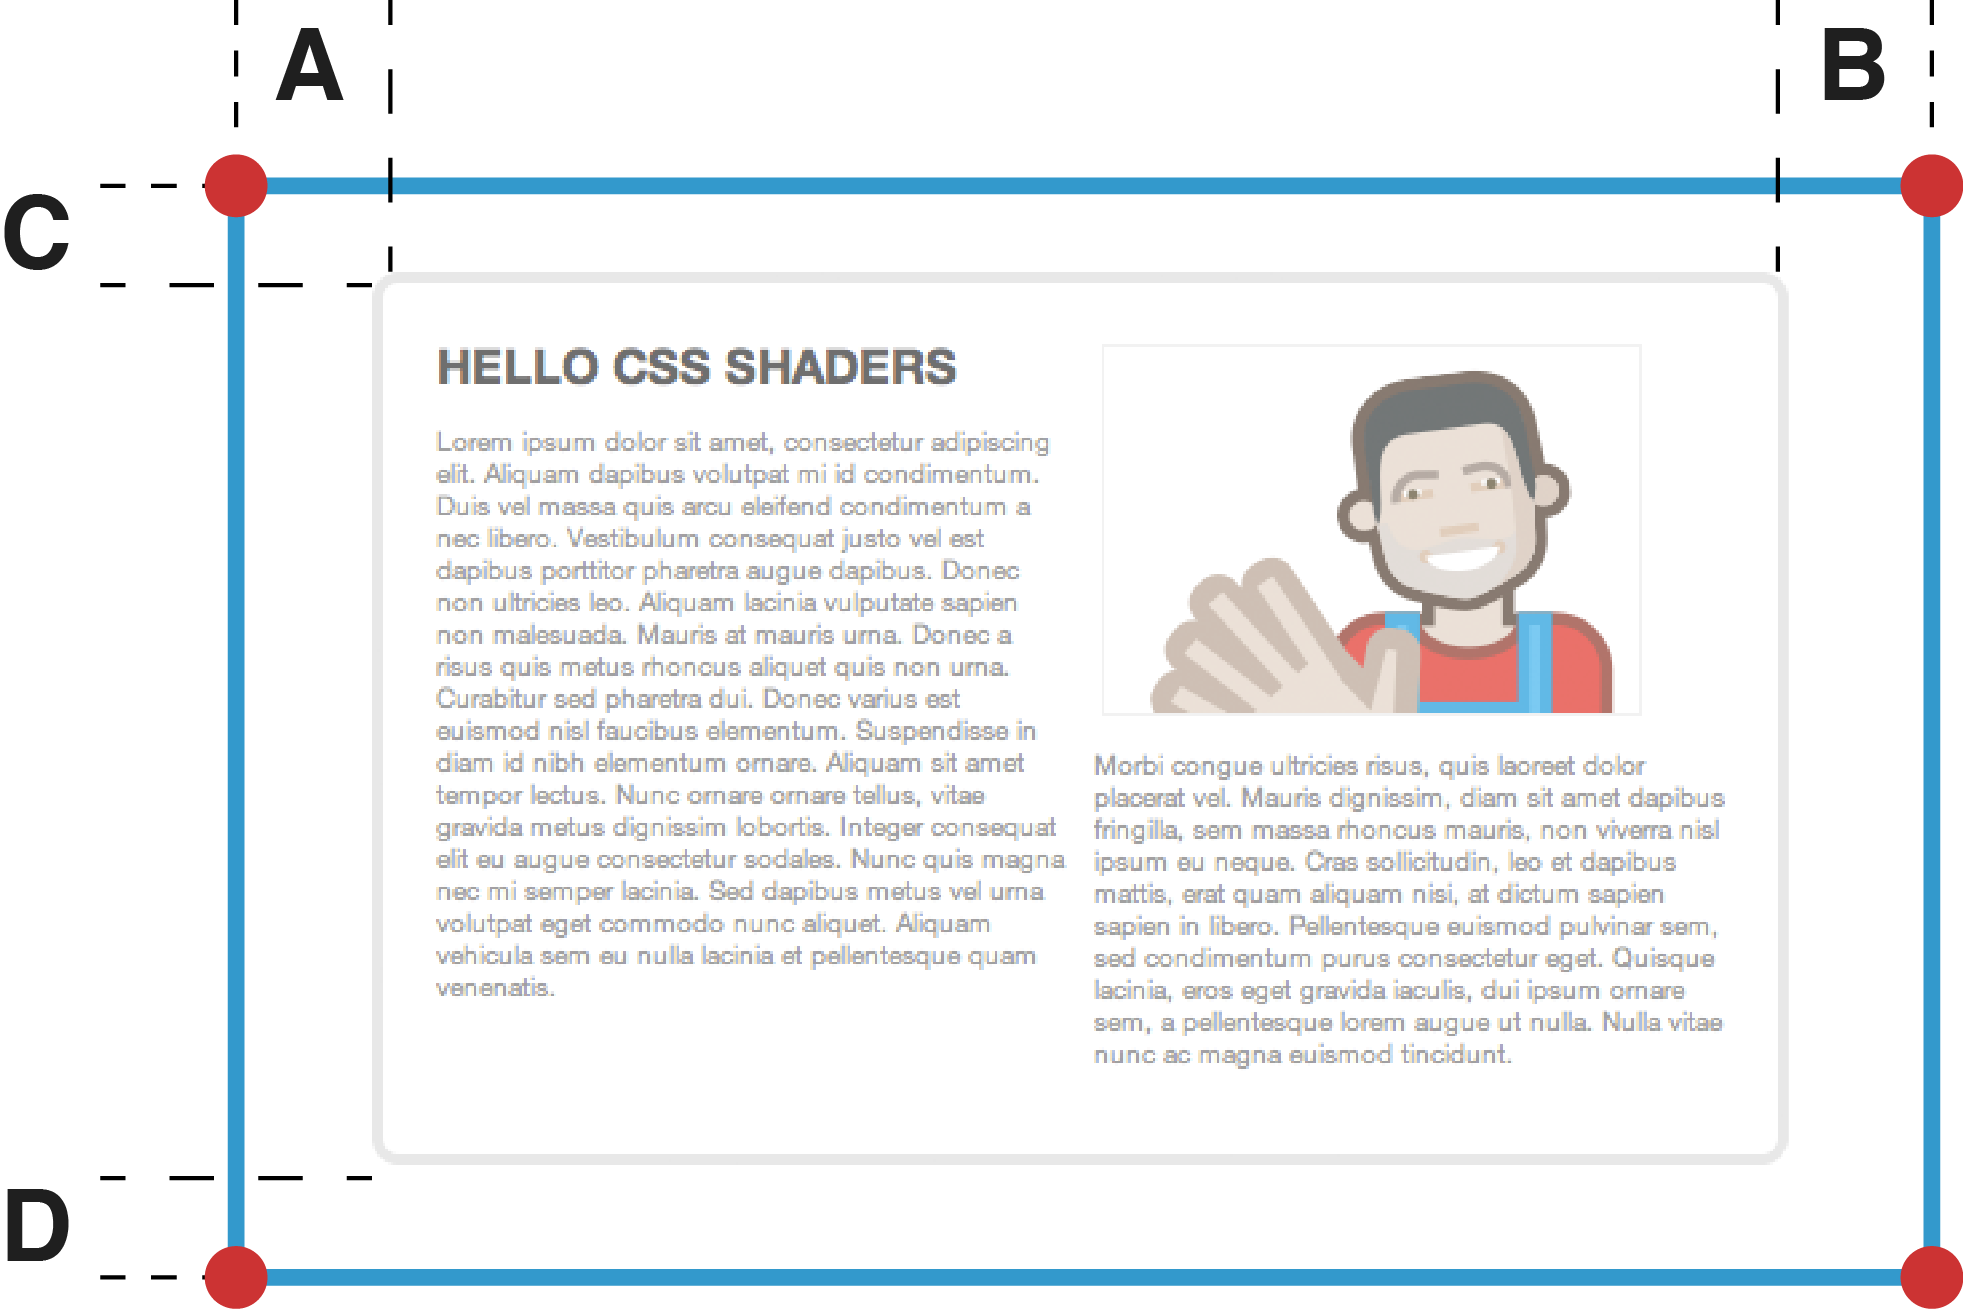 A
B
C
HELLO CSS SHADERS
Lorem ipsum dolor sit amet, consectetur adipiscing
elit. Aliquam dapibus volutpat mi id condimentum.
Duis vel massa quis arcu eleifend condimentum a
nec libero. Vestibulum consequat justo vel est
dapibus porttitor pharetra augue dapibus. Donec
non ultricies leo. Aliquam lacinia vulputate sapien
non malesuada. Mauris at mauris urna. Donec a
risus quis metus rhoncus aliquet quis non urna.
Curabitur sed pharetra dui. Donec varius est
euismod nisl faucibus elementum. Suspendisse in
diam id nibh elementum ornare. Aliquam sit amet
tempor lectus. Nunc ornare ornare tellus, vitae
gravida metus dignissim lobortis. Integer consequat
elit eu augue consectetur sodales. Nunc quis magna
nec mi semper lacinia. Sed dapibus metus vel urna
volutpat eget commodo nunc aliquet. Aliquam
vehicula sem eu nulla lacinia et pellentesque quam
venenatis.
Morbi congue ultricies risus, quis laoreet dolor
placerat vel. Mauris dignissim, diam sit amet dapibus
fringilla, sem massa rhoncus mauris, non viverra nisl
ipsum eu neque. Cras sollicitudin, leo et dapibus
mattis, erat quam aliquam nisi, at dictum sapien
sapien in libero. Pellentesque euismod pulvinar sem,
sed condimentum purus consectetur eget. Quisque
lacinia, eros eget gravida iaculis, dui ipsum ornare
sem, a pellentesque lorem augue ut nulla. Nulla vitae
nunc ac magna euismod tincidunt.
D